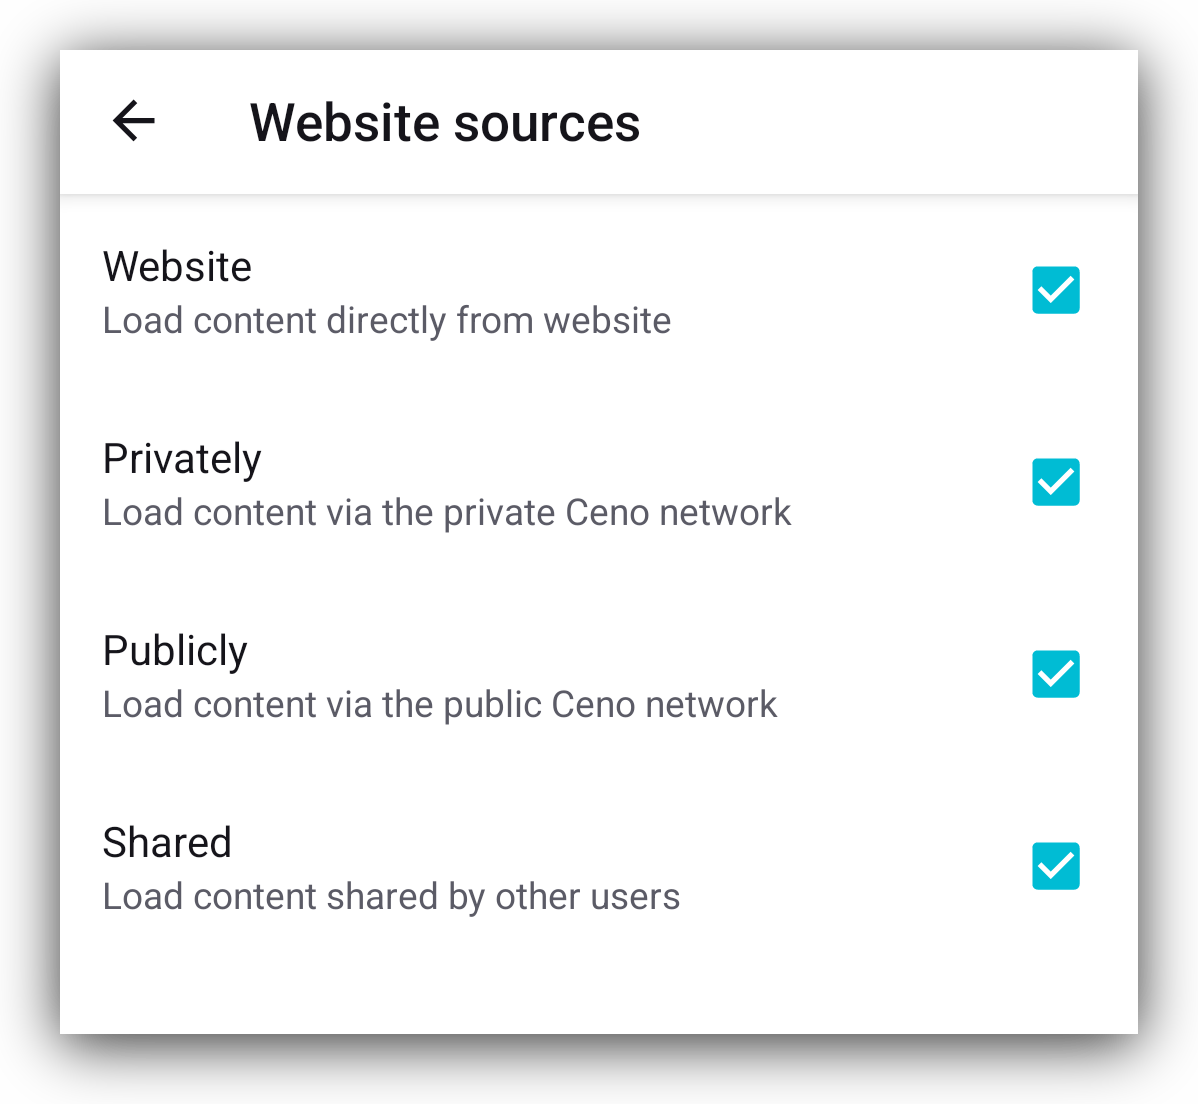 Website sources
Website
Load content directly from website
Privately
Load content via the private Ceno network
Publicly
Load content via the public Ceno network
Shared
Load content shared by other users